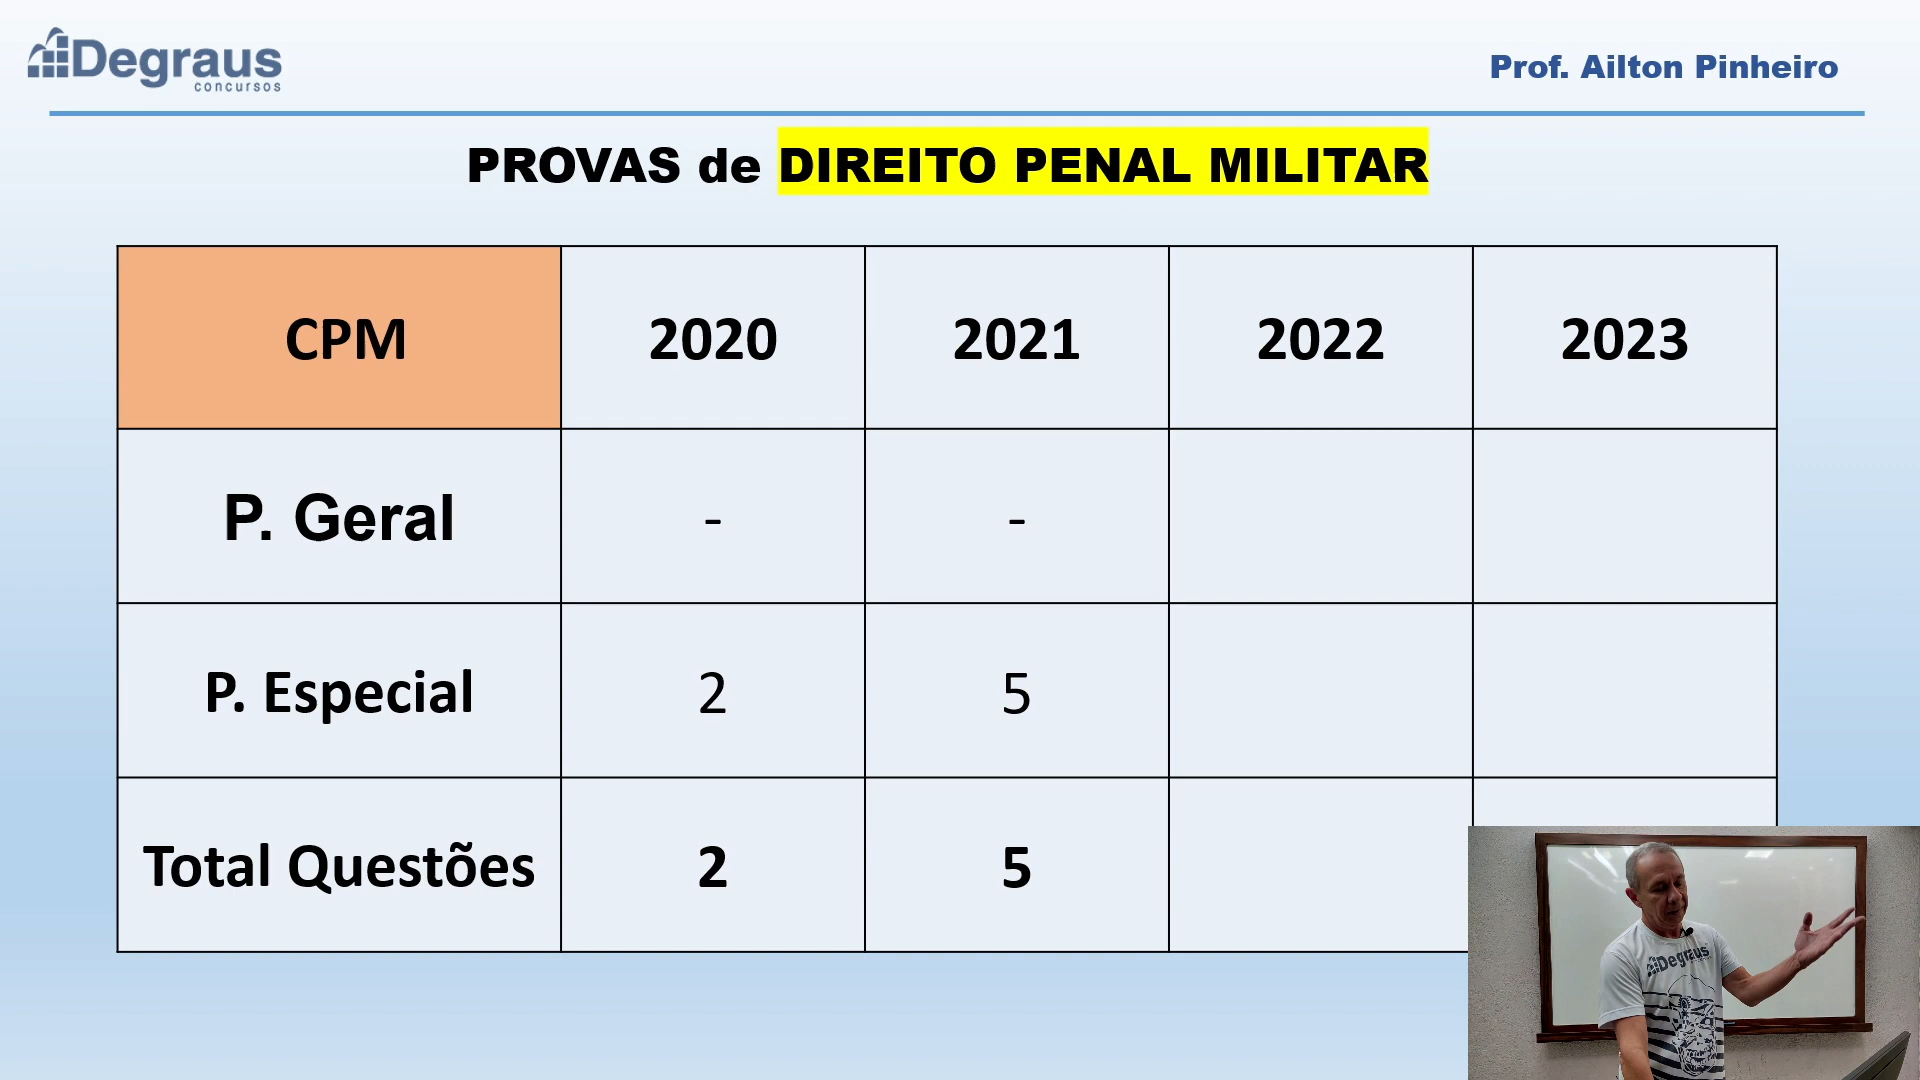 Degraus
concursos
Prof. Ailton Pinheiro
PROVAS de DIREITO PENAL MILITAR
CPM 2020 2021 2022 2023
P. Geral - -
P. Especial 2 5
Total Questões 2 5
Degraus